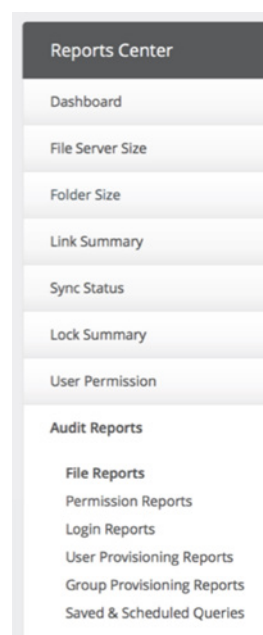 Reports Center
Dashboard
File Server Size
Folder Size
Link Summary
Sync Status
Lock Summary
User Permission
Audit Reports
File Reports
Permission Reports
Login Reports
User Provisioning Reports
Group Provisioning Reports
Saved & Scheduled Queries